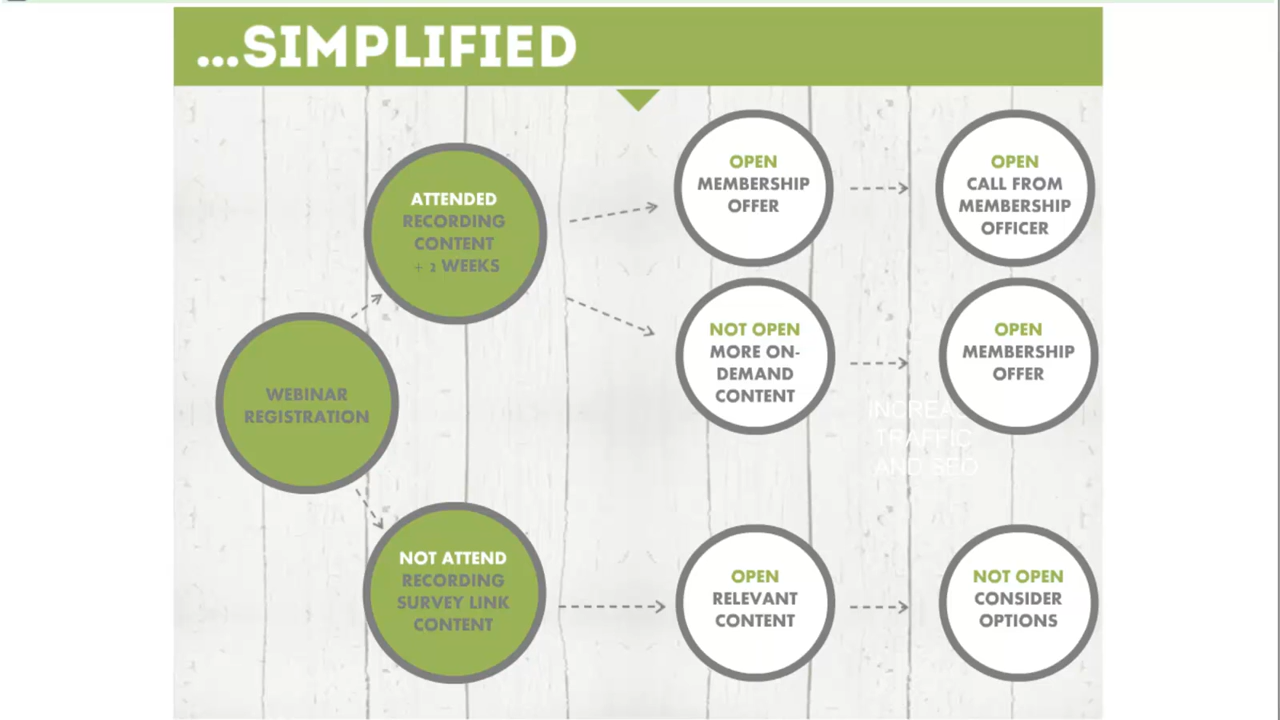 ...SIMPLIFIED
ATTENDED
RECORDING
CONTENT
+ 2 WEEKS
OPEN
MEMBERSHIP
OFFER
OPEN
CALL FROM
MEMBERSHIP
OFFICER
WEBINAR
REGISTRATION
NOT OPEN
MORE ON-
DEMAND
CONTENT
OPEN
MEMBERSHIP
OFFER
TRAFFIC
AND SEO
NOT ATTEND
RECORDING
SURVEY LINK
CONTENT
OPEN
RELEVANT
CONTENT
NOT OPEN
CONSIDER
OPTIONS